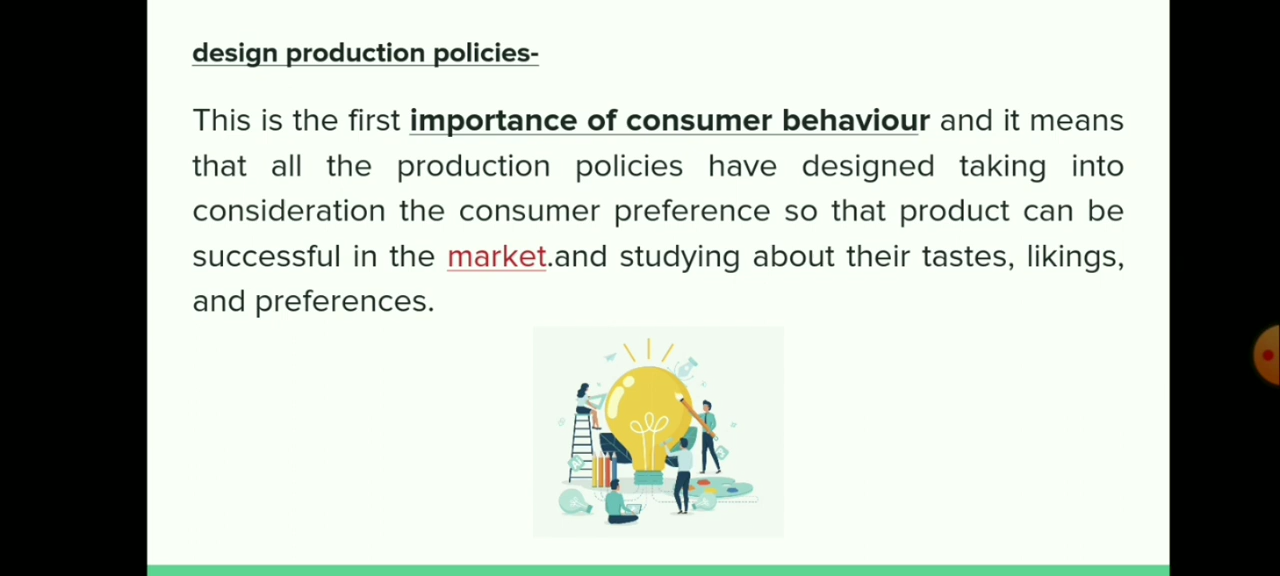 design production policies-
This is the first importance of consumer behaviour and it means
that all the production policies have designed taking into
consideration the consumer preference so that product can be
successful in the market.and studying about their tastes, likings,
and preferences.